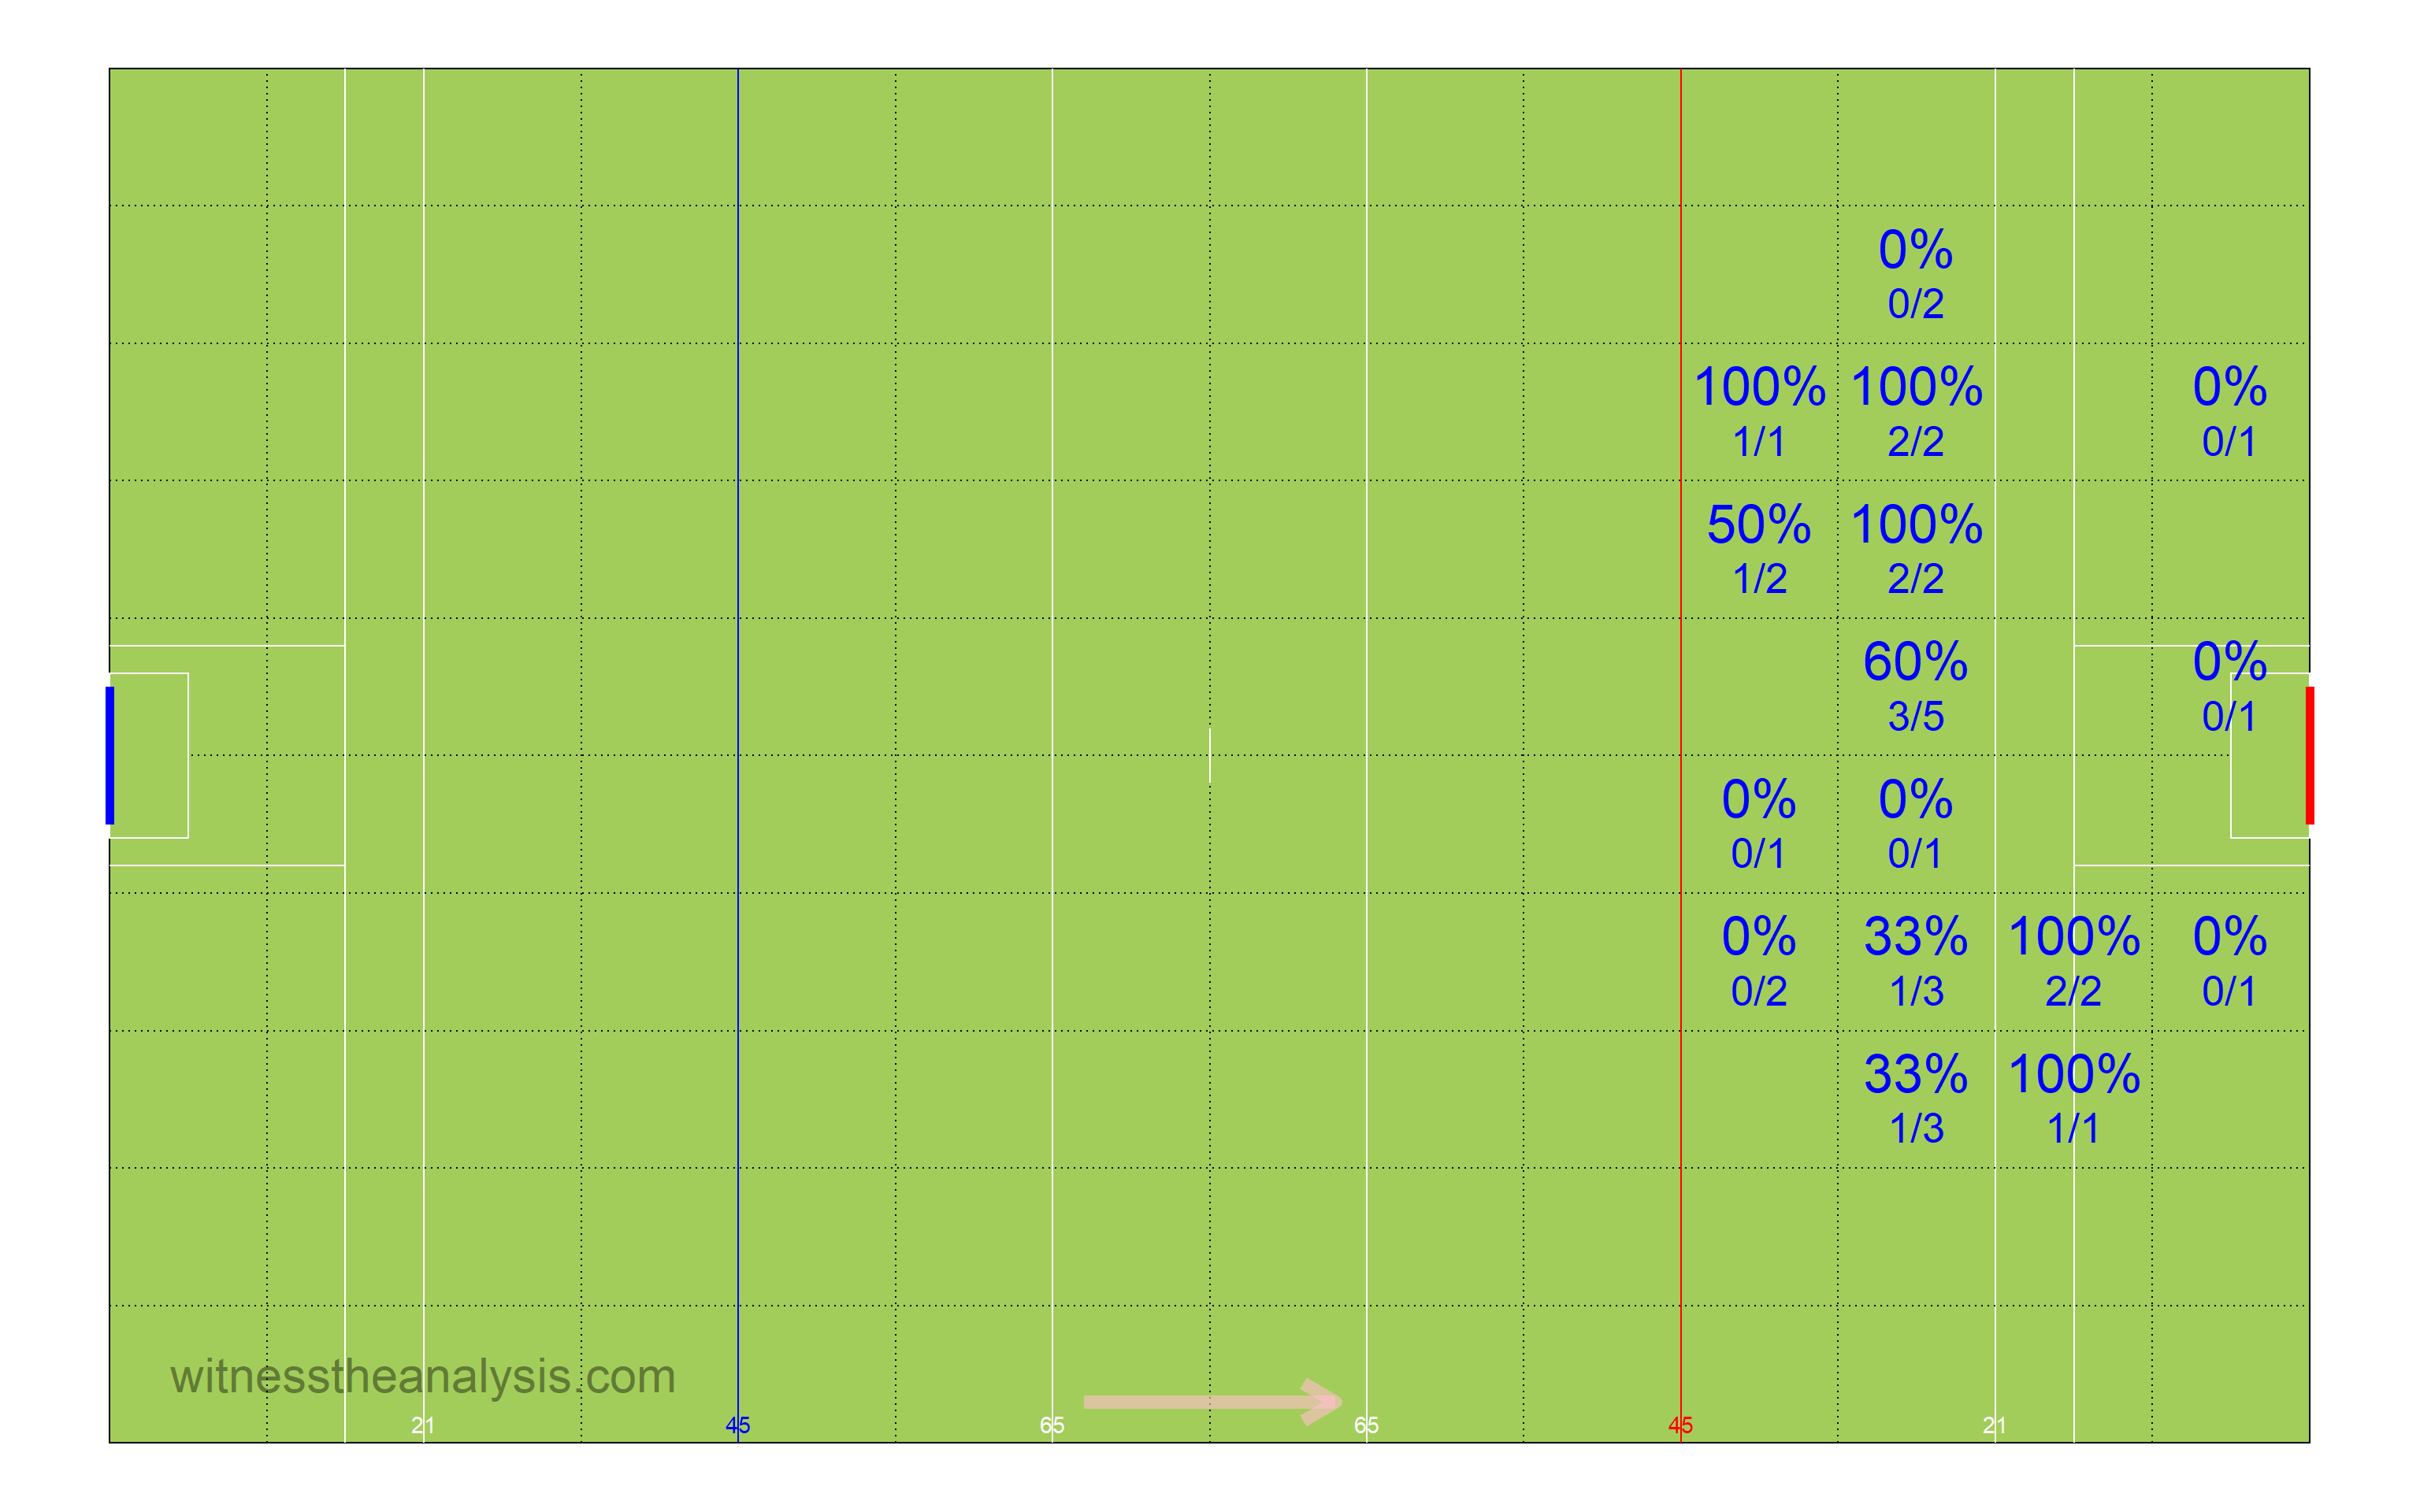 0%
0/2
100% 100% 0%
1/1 2/2 0/1
50% 100%
1/2 2/2
60% 0%
3/5 0/1
0% 0%
0/1 0/1
0% 33% 100% 0%
0/2 1/3 2/2 0/1
33% 100%
1/3 1/1
witnesstheanalysis.com
21 45 65 65 45 21